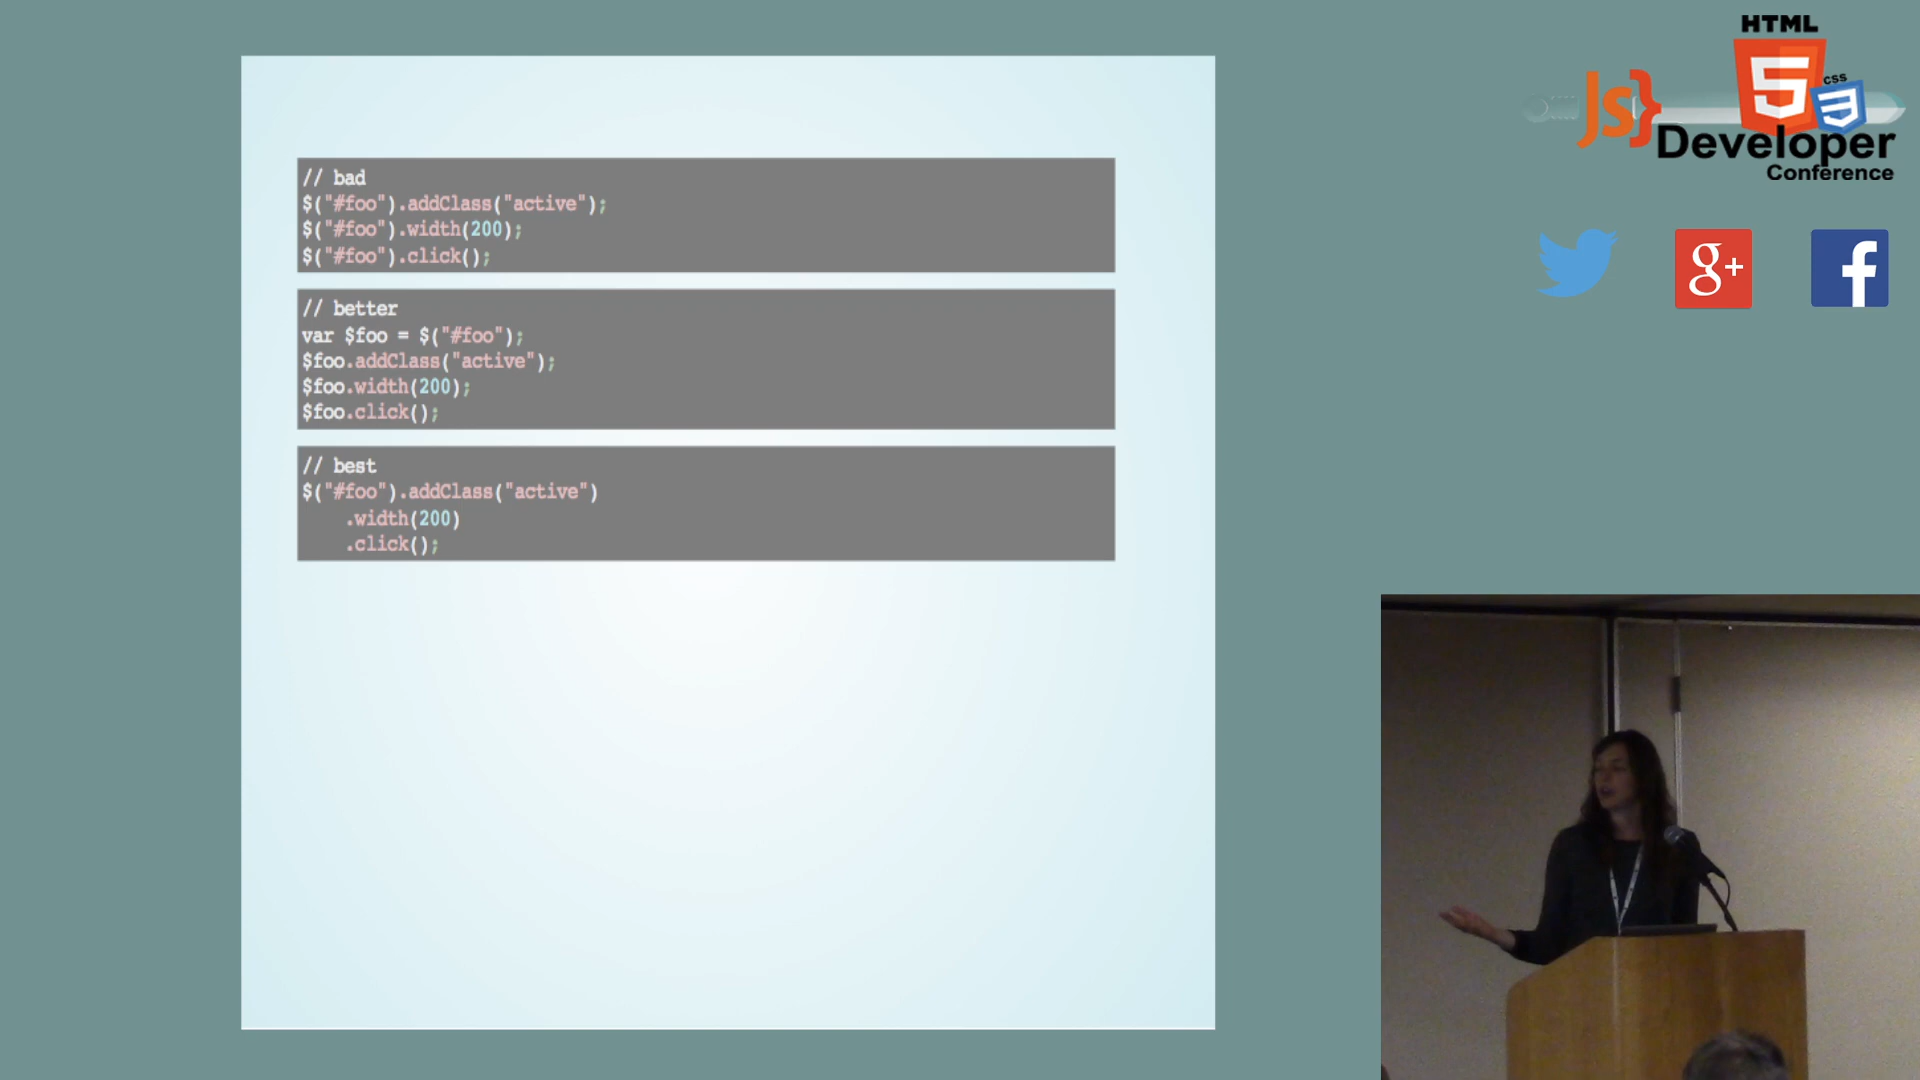 // bad
$("#foo").addClass("active");
$("#foo").width(200);
$("#foo").click();
// better
var $foo = $("#foo");
$foo.addClass("active");
$foo.width(200);
$foo.click();
// best
$("#foo").addClass("active")
    .width(200)
    .click();
HTML
5
CSS
3
JS}
Developer
Conference
g+
f